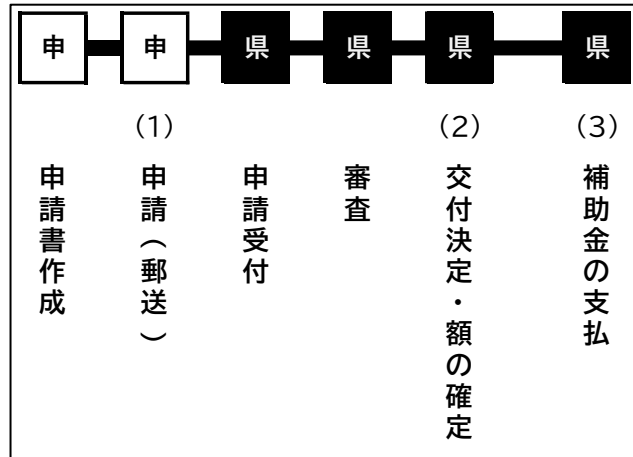 申 申 県 県 県 県
(1) (2) (3)
申請書作成
申請(郵送)
申請受付
審査
交付決定・額の確定
補助金の支払